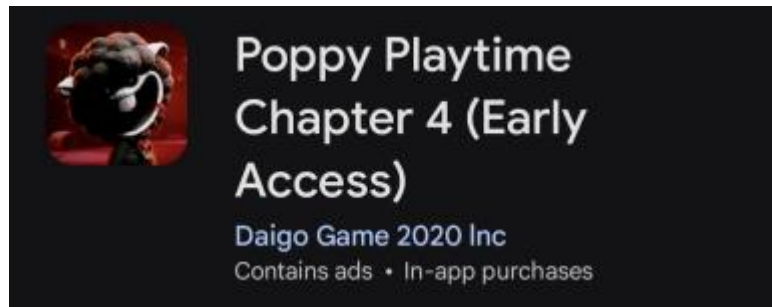 Poppy Playtime
Chapter 4 (Early
Access)
Daigo Game 2020 Inc
Contains ads • In-app purchases